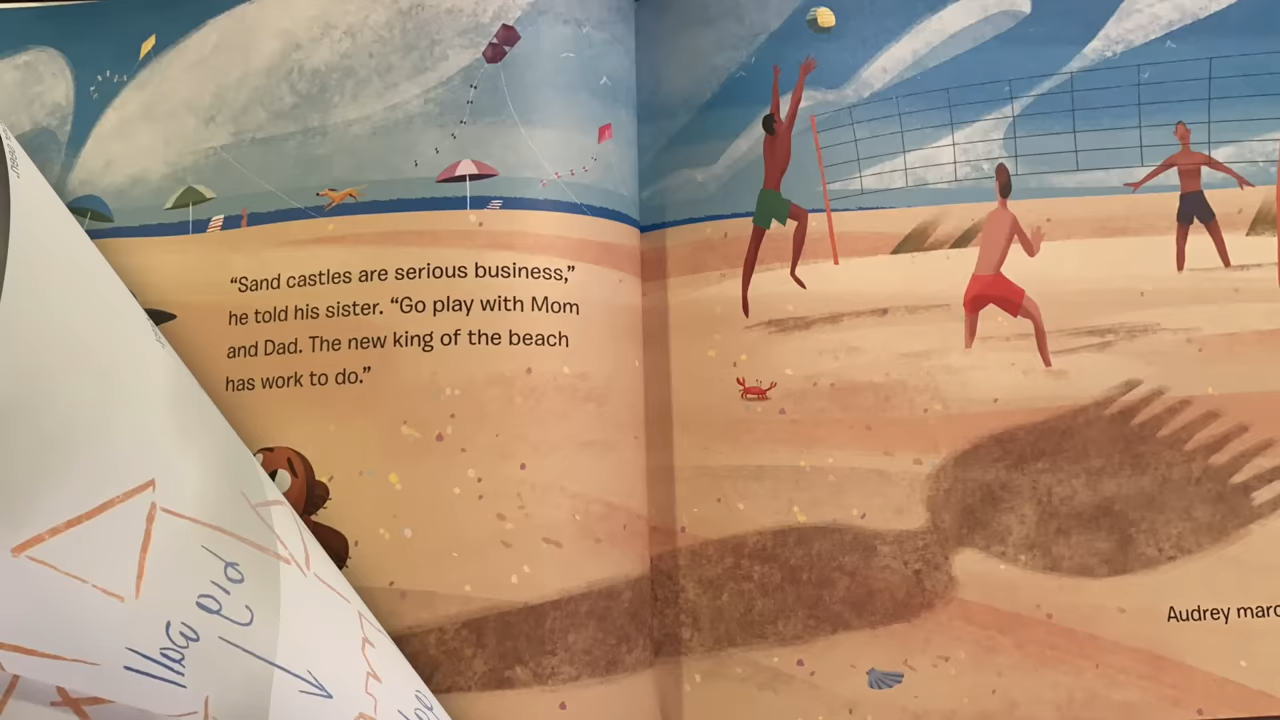 “Sand castles are serious business,”
he told his sister. “Go play with Mom
and Dad. The new king of the beach
has work to do.”
Audrey